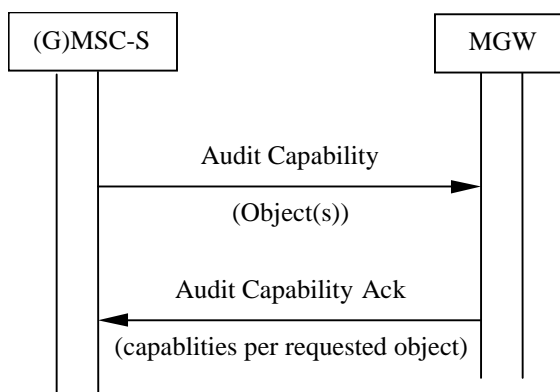 (G)MSC-S
MGW
Audit Capability
(Object(s))
Audit Capability Ack
(capablities per requested object)